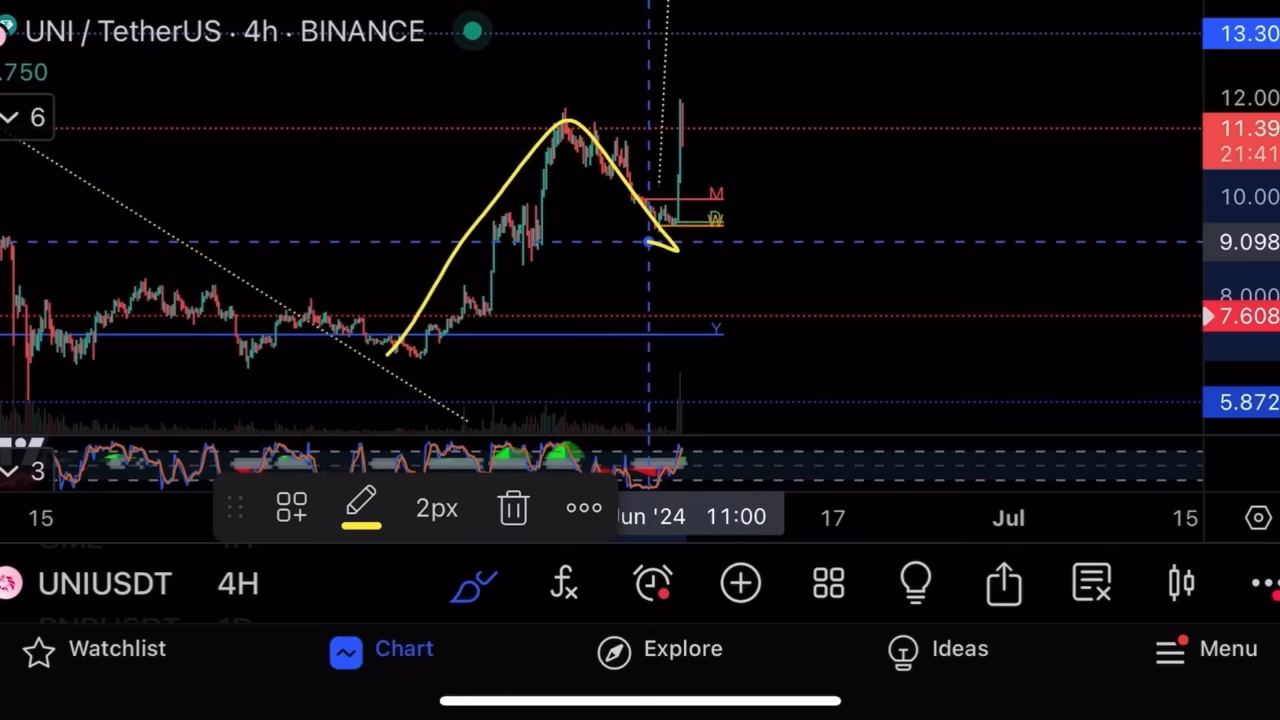 UNI / TetherUS · 4h · BINANCE
13.30
.750
12.00
6
11.39
21:41
M
10.00
D
W
9.098
8.000
7.608
Y
5.872
3
2px
15
Jun '24 11:00
17
Jul
15
UNIUSDT 4H
Watchlist
Chart
Explore
Ideas
Menu